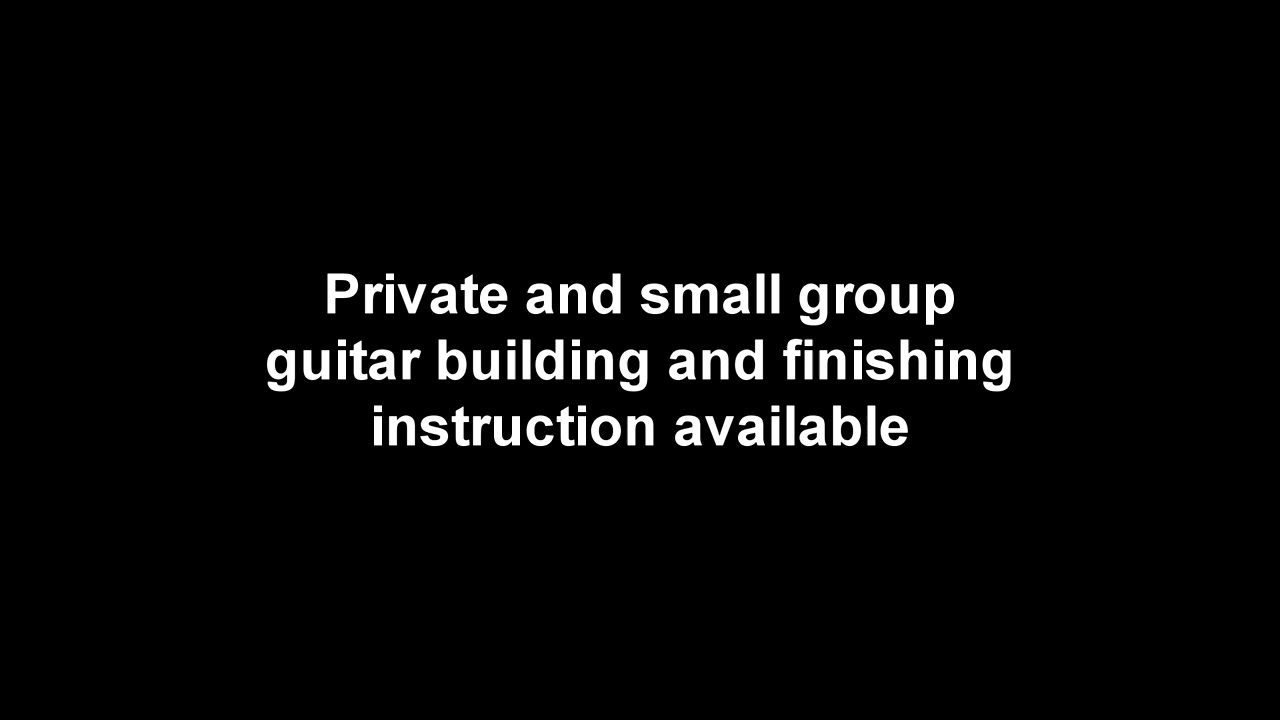 Private and small group
guitar building and finishing
instruction available